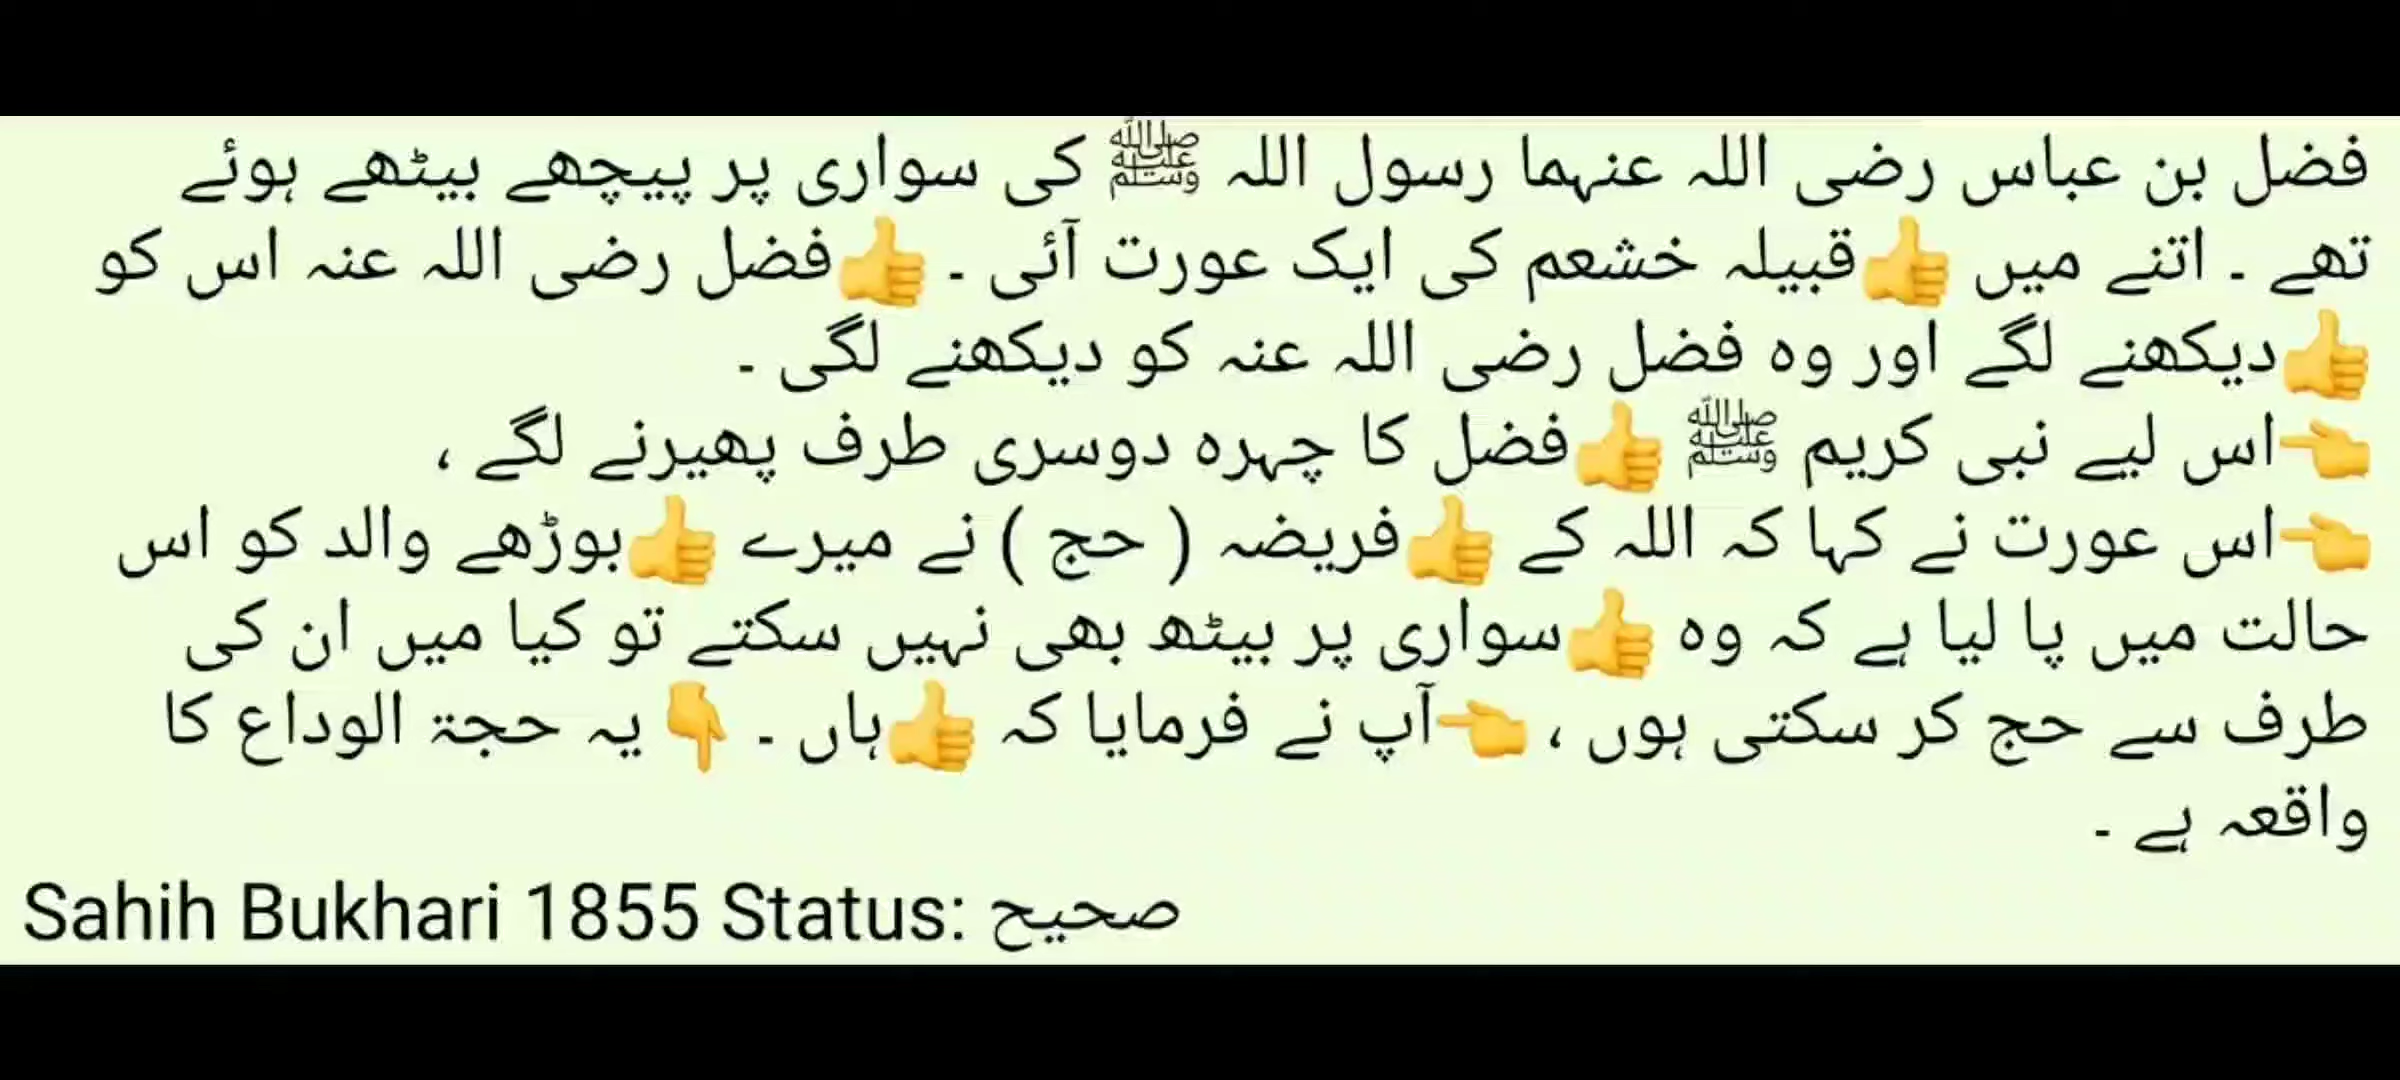 فضل بن عباس رضی اللہ عنہما رسول اللہ ﷺ کی سواری پر پیچھے بیٹھے ہوئے
تھے ۔ اتنے میں 👍قبیلہ خشعم کی ایک عورت آئی ۔ 👍فضل رضی اللہ عنہ اس کو
👍دیکھنے لگے اور وہ فضل رضی اللہ عنہ کو دیکھنے لگی ۔
👈اس لیے نبی کریم ﷺ 👍فضل کا چہرہ دوسری طرف پھیرنے لگے ،
👈اس عورت نے کہا کہ اللہ کے 👍فریضہ ( حج ) نے میرے 👍بوڑھے والد کو اس
حالت میں پا لیا ہے کہ وہ 👍سواری پر بیٹھ بھی نہیں سکتے تو کیا میں ان کی
طرف سے حج کر سکتی ہوں ، 👈آپ نے فرمایا کہ 👍ہاں ۔ 👇یہ حجۃ الوداع کا
واقعہ ہے ۔
Sahih Bukhari 1855 Status: صحیح